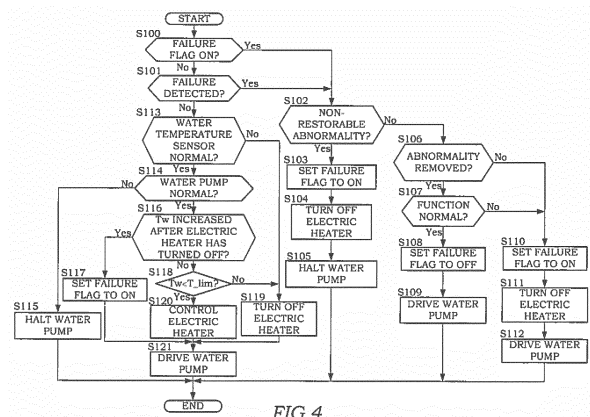 START
S100
FAILURE
FLAG ON?
Yes
No
S101
FAILURE
DETECTED?
Yes
No
S113
WATER
TEMPERATURE
SENSOR
NORMAL?
No
Yes
S114
No
WATER PUMP
NORMAL?
Yes
S116
Yes
Tw INCREASED
AFTER ELECTRIC
HEATER HAS
TURNED OFF?
No
S117
SET FAILURE
FLAG TO ON
S118
Tw<T_lim?
No
Yes
S115
HALT WATER
PUMP
S120
CONTROL
ELECTRIC
HEATER
S119
TURN OFF
ELECTRIC
HEATER
S121
DRIVE WATER
PUMP
S102
NON-
RESTORABLE
ABNORMALITY?
No
Yes
S103
SET FAILURE
FLAG TO ON
S104
TURN OFF
ELECTRIC
HEATER
S105
HALT WATER
PUMP
S106
ABNORMALITY
REMOVED?
No
Yes
S107
FUNCTION
NORMAL?
No
Yes
S108
SET FAILURE
FLAG TO OFF
S109
DRIVE WATER
PUMP
S110
SET FAILURE
FLAG TO ON
S111
TURN OFF
ELECTRIC
HEATER
S112
DRIVE WATER
PUMP
END
FIG.4